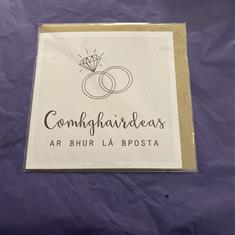 Comhghairdeas
AR BHUR LÁ BPOSTA